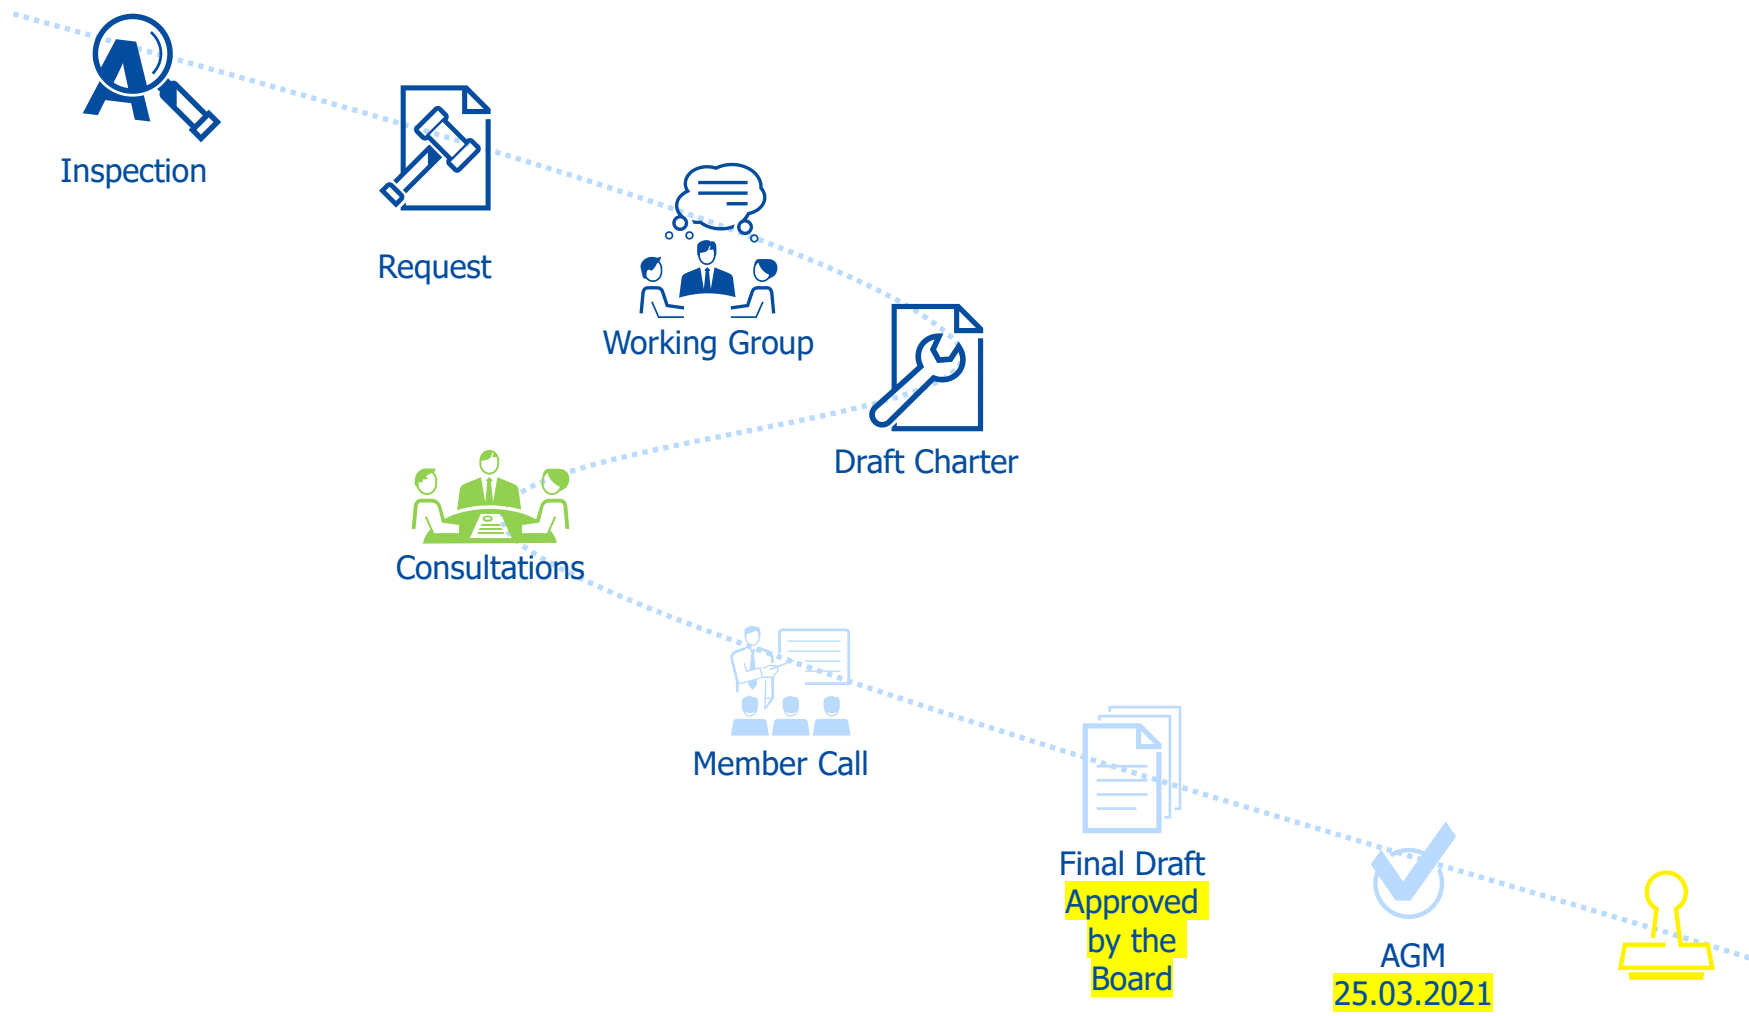 Inspection
Request
Working Group
Draft Charter
Consultations
Member Call
Final Draft
Approved
by the
Board
AGM
25.03.2021